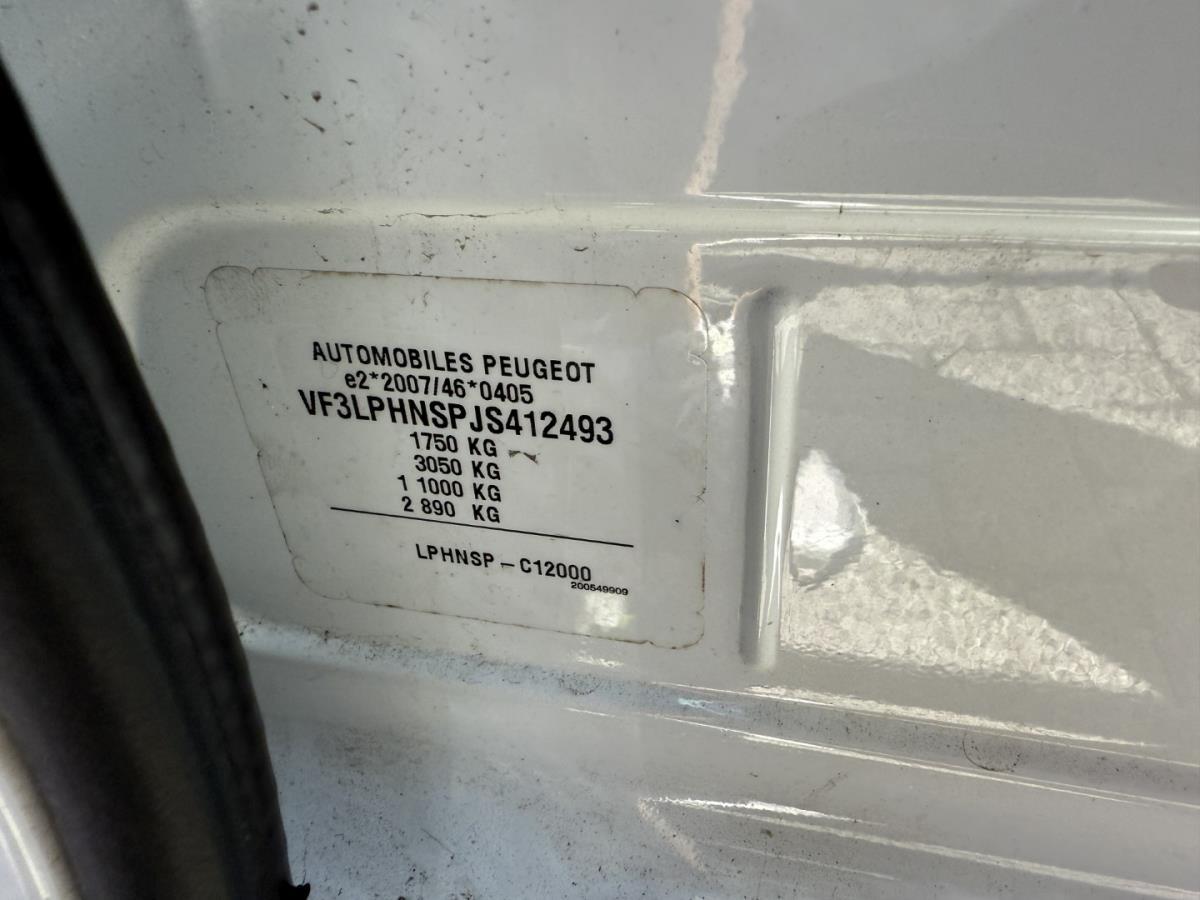 AUTOMOBILES PEUGEOT
e2*2007/46*0405
VF3LPHNSPJS412493
1750 KG
3050 KG
1 1000 KG
2 890 KG
LPHNSP – C12000
200549909